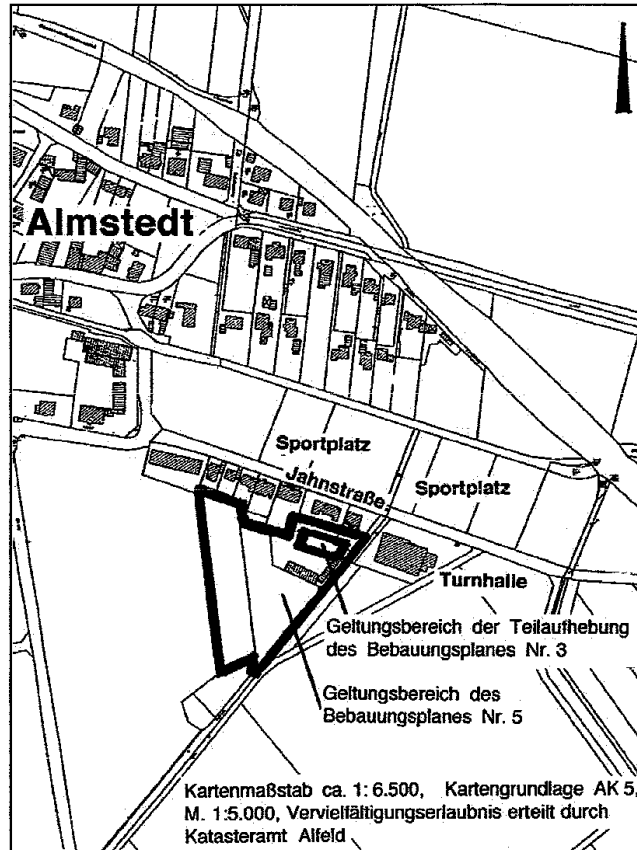 Almstedt
Sportplatz
Jahnstraße
Sportplatz
Turnhalle
Geltungsbereich der Teilaufhebung
des Bebauungsplanes Nr. 3
Geltungsbereich des
Bebauungsplanes Nr. 5
Kartenmaßstab ca. 1: 6.500, Kartengrundlage AK 5,
M. 1:5.000, Vervielfältigungserlaubnis erteilt durch
Katasteramt Alfeld